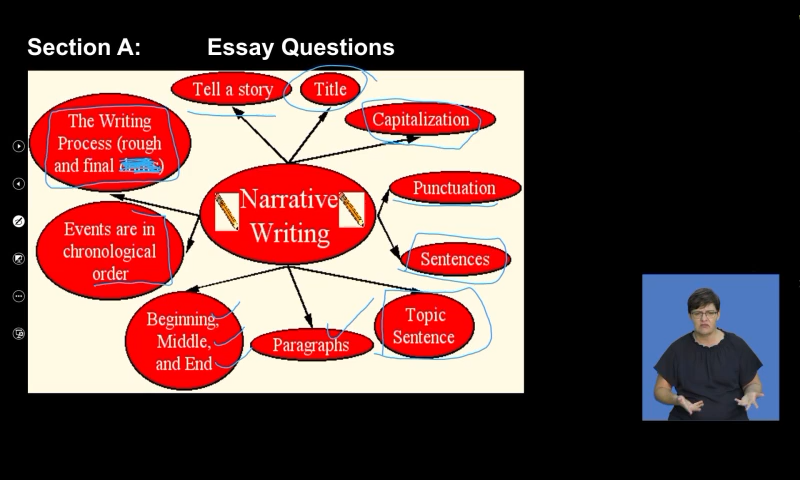 Section A: Essay Questions
Tell a story
Title
Capitalization
The Writing
Process (rough
and final )
Punctuation
Narrative
Writing
Events are in
chronological
order
Sentences
Beginning,
Middle,
and End
Paragraphs
Topic
Sentence